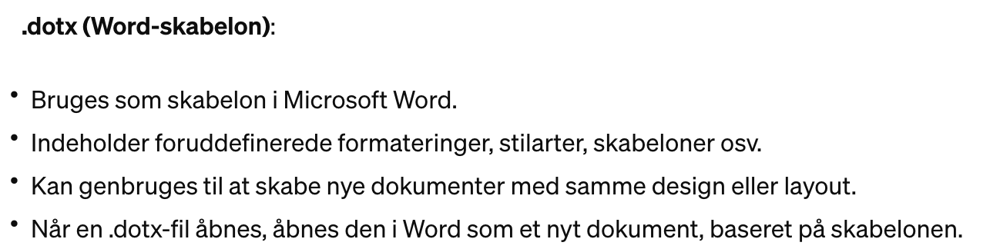 .dotx (Word-skabelon):
• Bruges som skabelon i Microsoft Word.
• Indeholder foruddefinerede formateringer, stilarter, skabeloner osv.
• Kan genbruges til at skabe nye dokumenter med samme design eller layout.
• Når en .dotx-fil åbnes, åbnes den i Word som et nyt dokument, baseret på skabelonen.